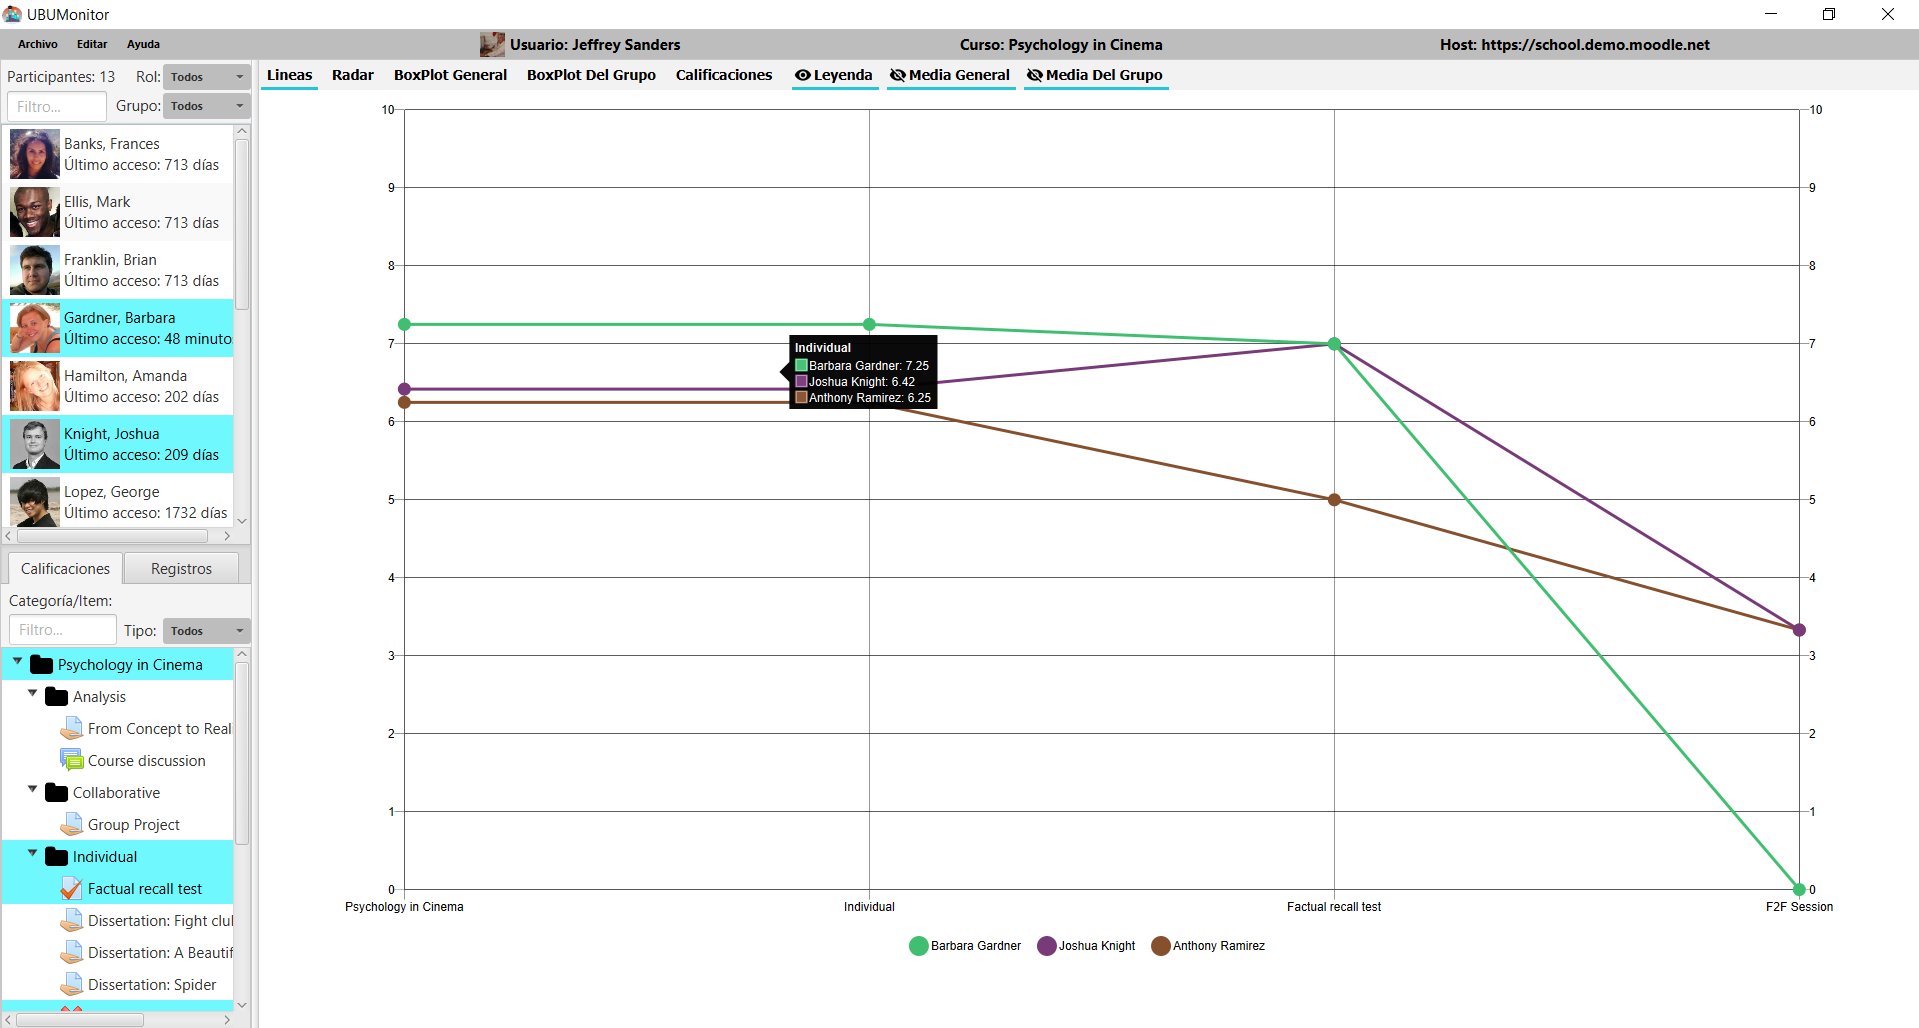 UBUMonitor
Archivo Editar Ayuda Usuario: Jeffrey Sanders Curso: Psychology in Cinema Host: https://school.demo.moodle.net
Participantes: 13 Rol: Todos
Filtro... Grupo: Todos
Banks, Frances
Último acceso: 713 días
Ellis, Mark
Último acceso: 713 días
Franklin, Brian
Último acceso: 713 días
Gardner, Barbara
Último acceso: 48 minuto
Hamilton, Amanda
Último acceso: 202 días
Knight, Joshua
Último acceso: 209 días
Lopez, George
Último acceso: 1732 días
Calificaciones Registros
Categoría/Item:
Filtro... Tipo: Todos
Psychology in Cinema
Analysis
From Concept to Reali
Course discussion
Collaborative
Group Project
Individual
Factual recall test
Dissertation: Fight clu
Dissertation: A Beautif
Dissertation: Spider
Lineas Radar BoxPlot General BoxPlot Del Grupo Calificaciones Leyenda Media General Media Del Grupo
10 10
9 9
8 8
7 7
Individual
Barbara Gardner: 7.25
Joshua Knight: 6.42
Anthony Ramirez: 6.25
6 6
5 5
4 4
3 3
2 2
1 1
0 0
Psychology in Cinema Individual Factual recall test F2F Session
Barbara Gardner Joshua Knight Anthony Ramirez